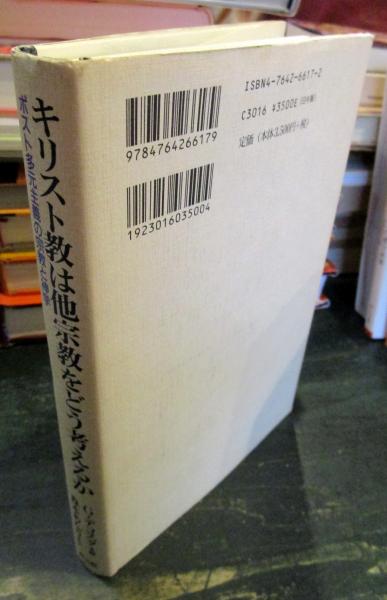 キリスト教は他宗教をどう考えるか
ポスト多元主義の宗教と神学
ISBN4-7642-6617-2
C3016 ¥3500E
定価(本体3,500円+税)
9784764266179
1923016035004